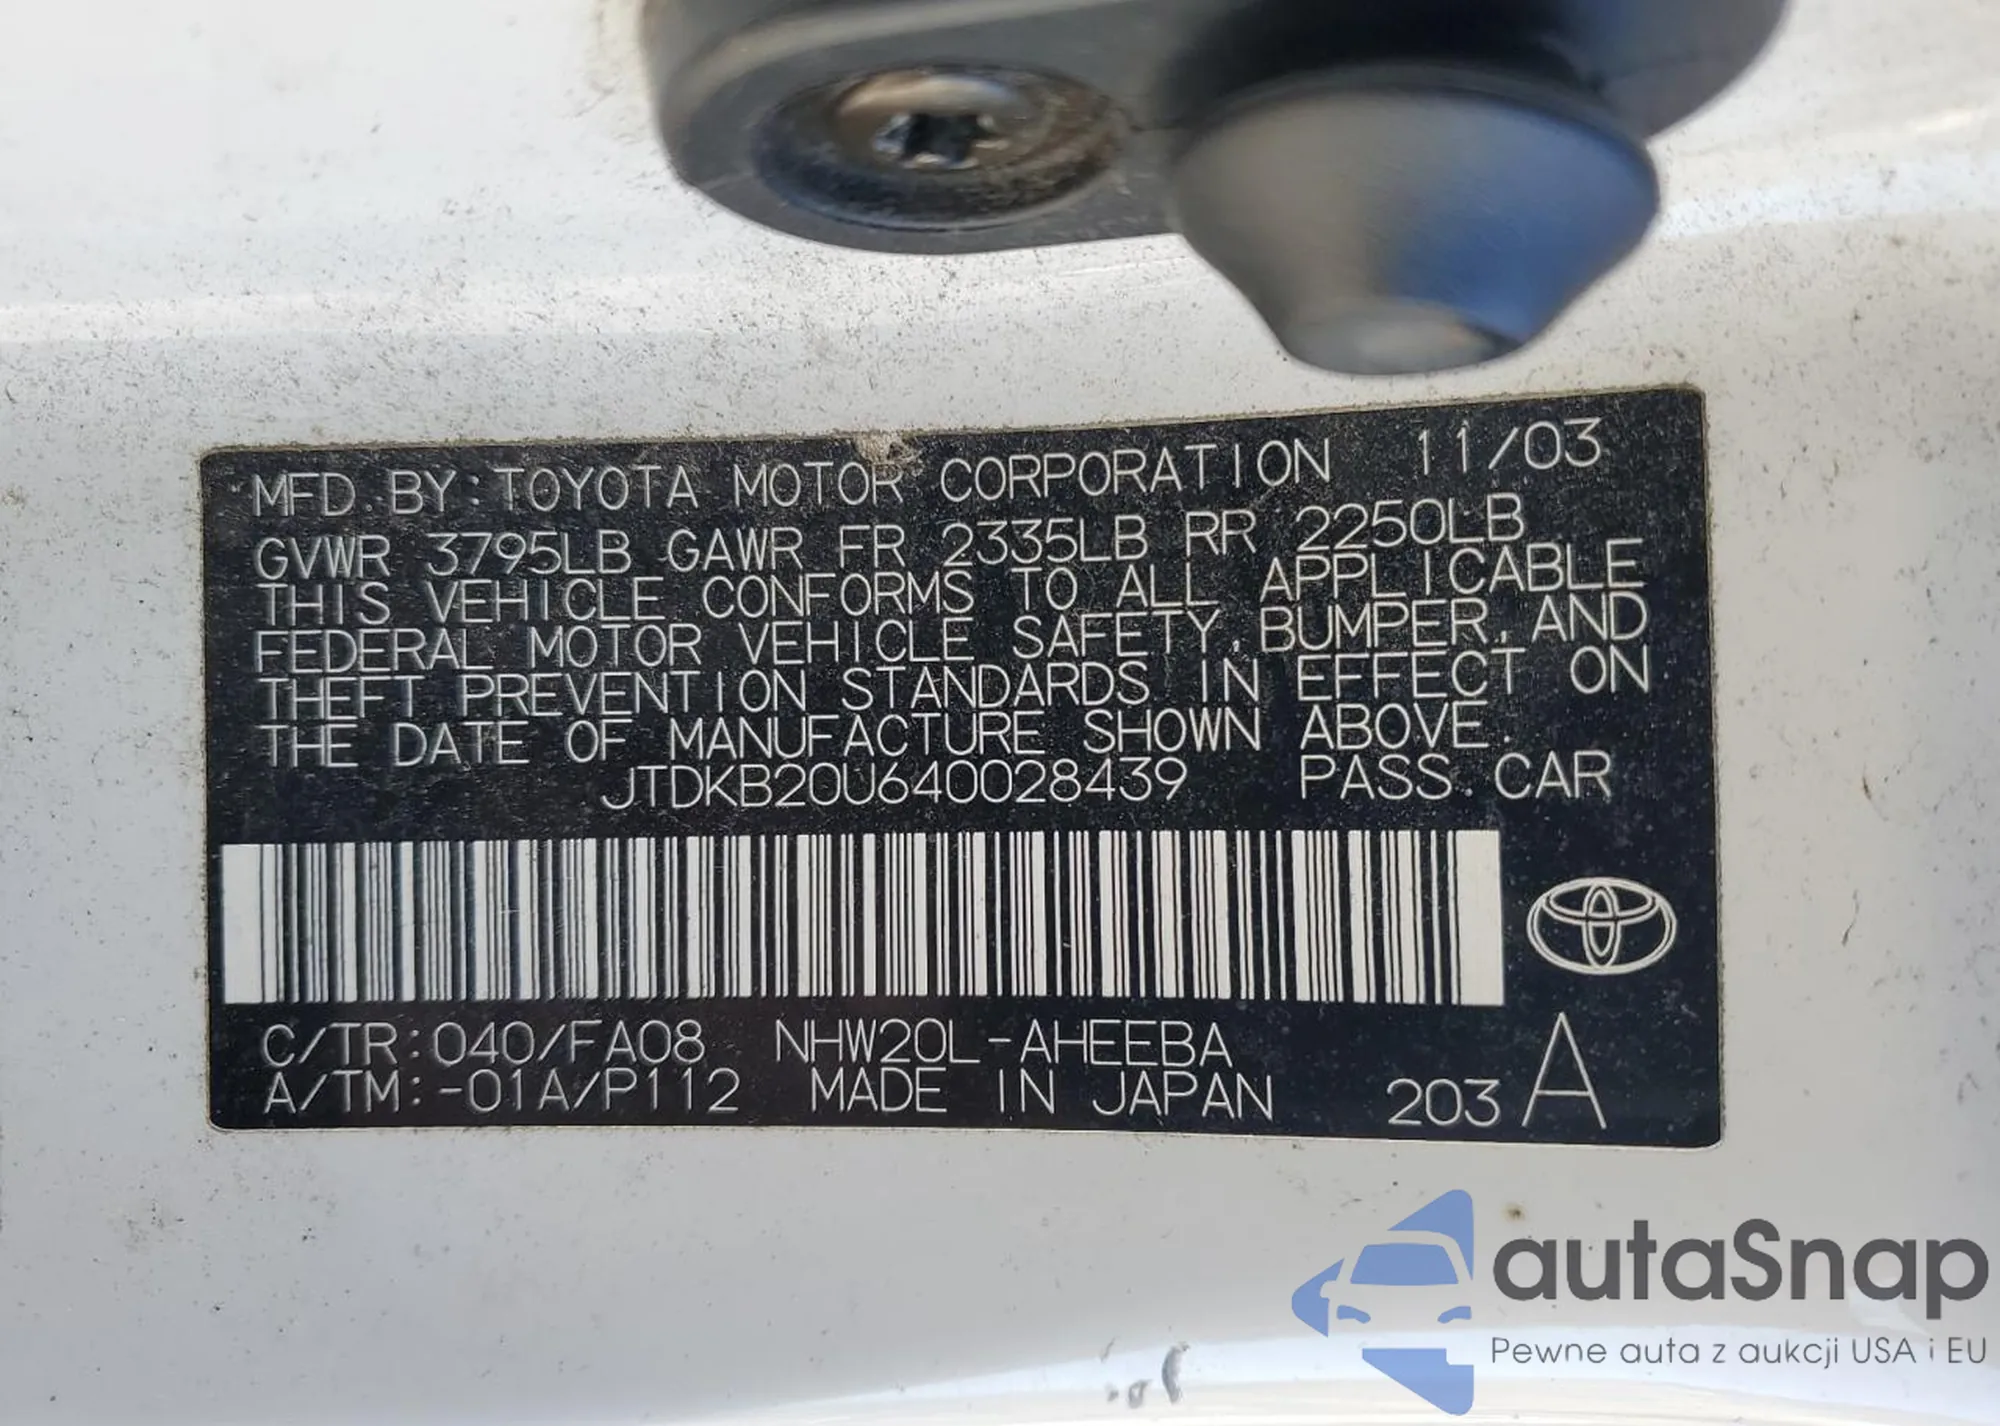 MFD. BY: TOYOTA MOTOR CORPORATION 11/03
GVWR 3795LB GAWR FR 2335LB RR 2250LB
THIS VEHICLE CONFORMS TO ALL APPLICABLE
FEDERAL MOTOR VEHICLE SAFETY, BUMPER, AND
THEFT PREVENTION STANDARDS IN EFFECT ON
THE DATE OF MANUFACTURE SHOWN ABOVE.
JTDKB20U640028439 PASS. CAR
C/TR:040/FA08 NHW20L-AHEEBA
A/TM:-01A/P112 MADE IN JAPAN 203 A
autaSnap
Pewne auta z aukcji USA i EU